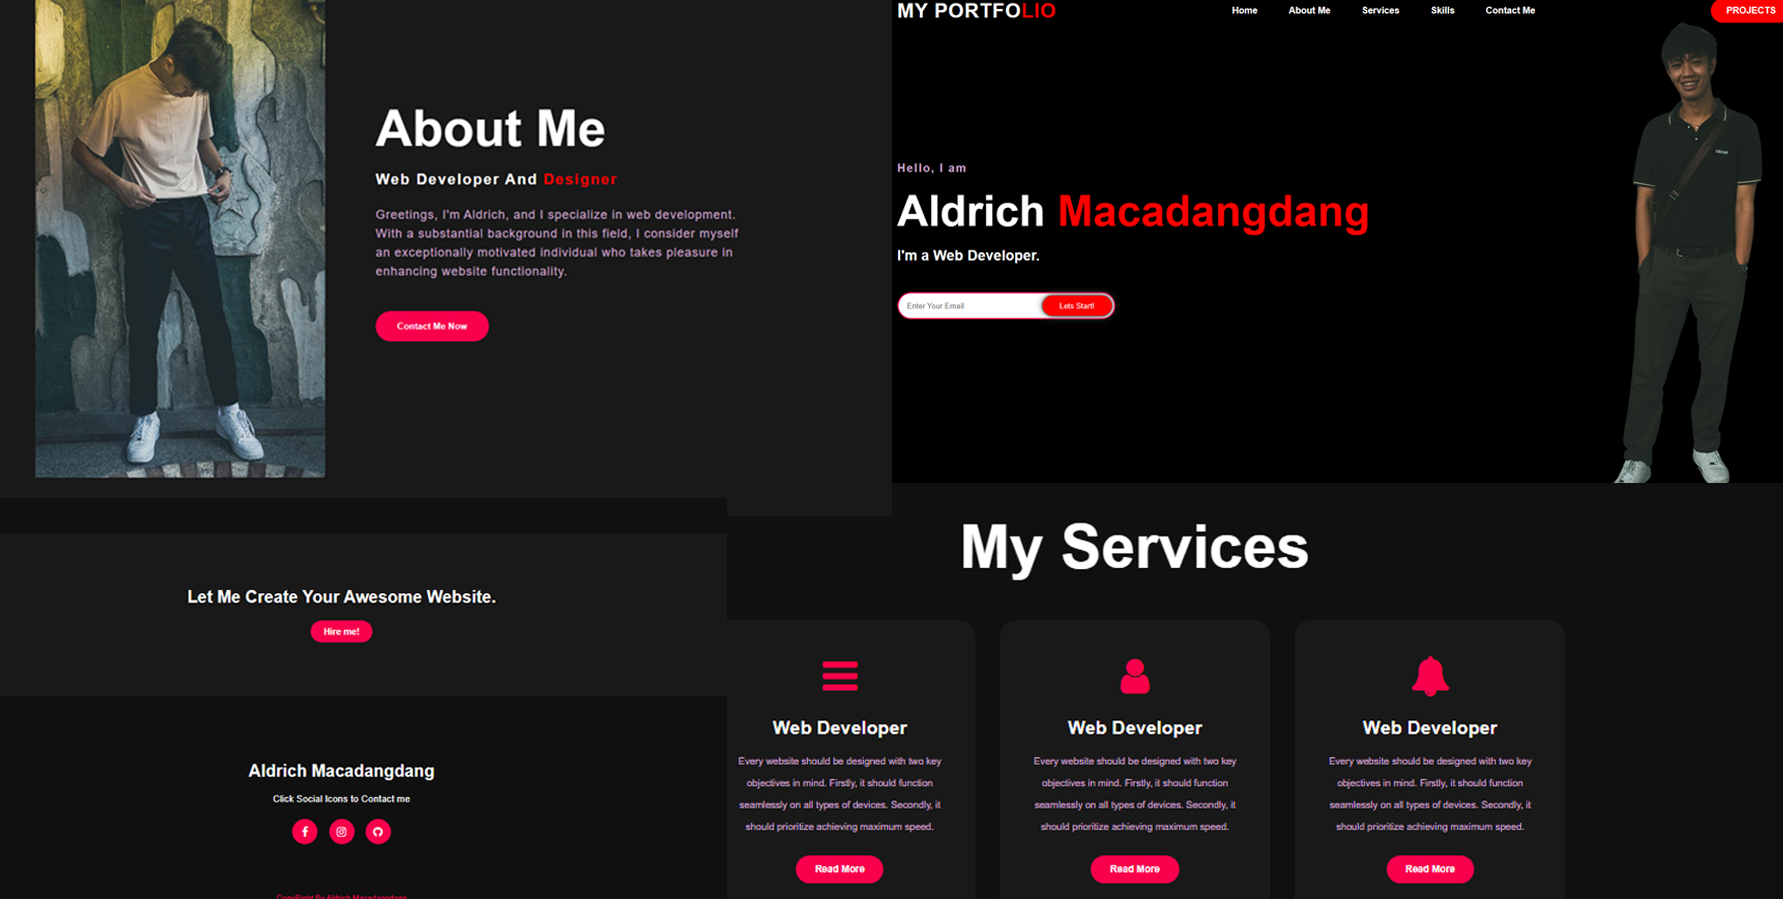 About Me
Web Developer And Designer
Greetings, I'm Aldrich, and I specialize in web development.
With a substantial background in this field, I consider myself
an exceptionally motivated individual who takes pleasure in
enhancing website functionality.
Contact Me Now
MY PORTFOLIO
Home
About Me
Services
Skills
Contact Me
PROJECTS
Hello, I am
Aldrich Macadangdang
I'm a Web Developer.
Enter Your Email
Lets Start!
Let Me Create Your Awesome Website.
Hire me!
Aldrich Macadangdang
Click Social Icons to Contact me
CopyRight By Aldrich Macadangdang
My Services
Web Developer
Every website should be designed with two key
objectives in mind. Firstly, it should function
seamlessly on all types of devices. Secondly, it
should prioritize achieving maximum speed.
Read More
Web Developer
Every website should be designed with two key
objectives in mind. Firstly, it should function
seamlessly on all types of devices. Secondly, it
should prioritize achieving maximum speed.
Read More
Web Developer
Every website should be designed with two key
objectives in mind. Firstly, it should function
seamlessly on all types of devices. Secondly, it
should prioritize achieving maximum speed.
Read More